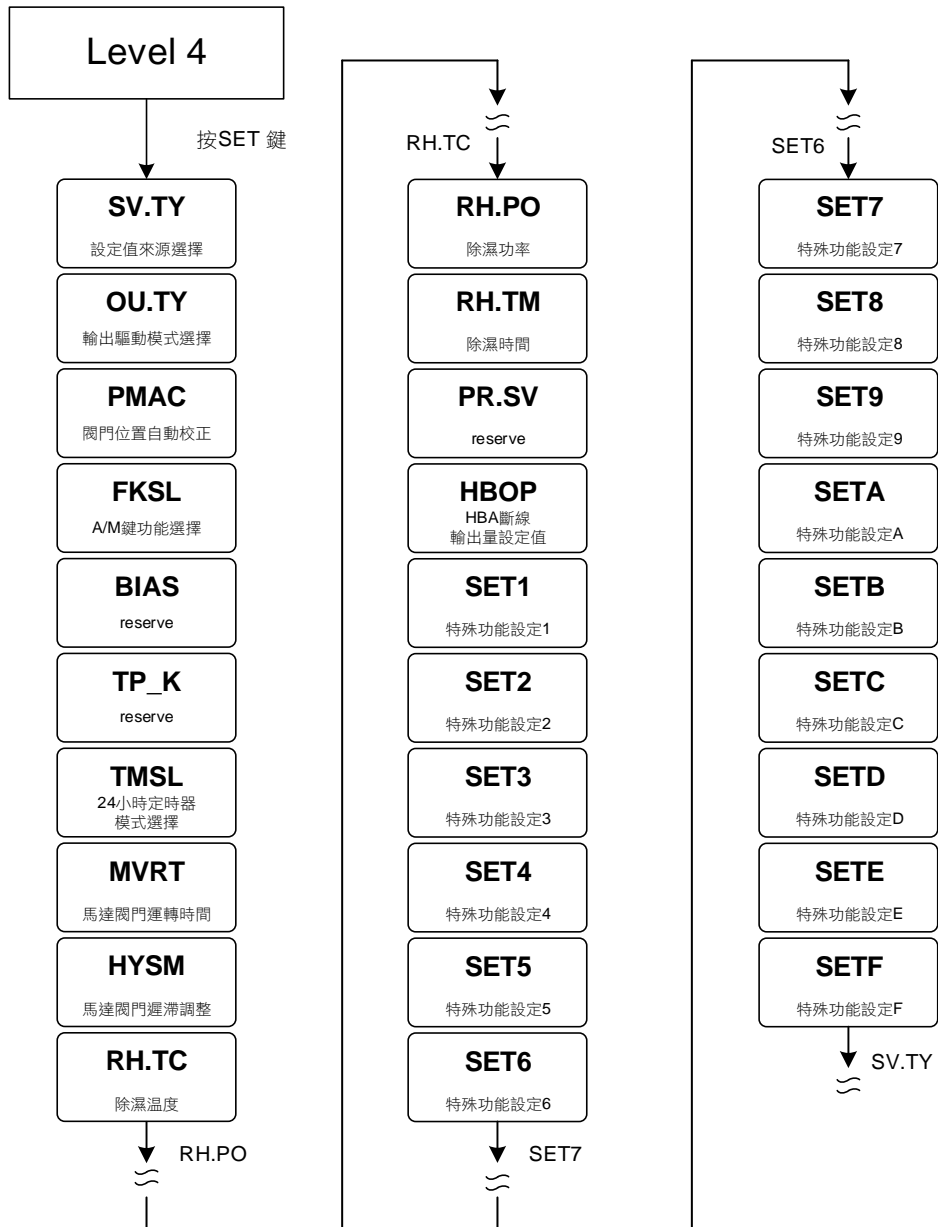 Level 4
按SET 鍵
SV.TY
設定值來源選擇
OU.TY
輸出驅動模式選擇
PMAC
閥門位置自動校正
FKSL
A/M鍵功能選擇
BIAS
reserve
TP_K
reserve
TMSL
24小時定時器
模式選擇
MVRT
馬達閥門運轉時間
HYSM
馬達閥門遲滯調整
RH.TC
除濕温度
RH.PO
RH.TC
RH.PO
除濕功率
RH.TM
除濕時間
PR.SV
reserve
HBOP
HBA斷線
輸出量設定值
SET1
特殊功能設定1
SET2
特殊功能設定2
SET3
特殊功能設定3
SET4
特殊功能設定4
SET5
特殊功能設定5
SET6
特殊功能設定6
SET7
SET6
SET7
特殊功能設定7
SET8
特殊功能設定8
SET9
特殊功能設定9
SETA
特殊功能設定A
SETB
特殊功能設定B
SETC
特殊功能設定C
SETD
特殊功能設定D
SETE
特殊功能設定E
SETF
特殊功能設定F
SV.TY